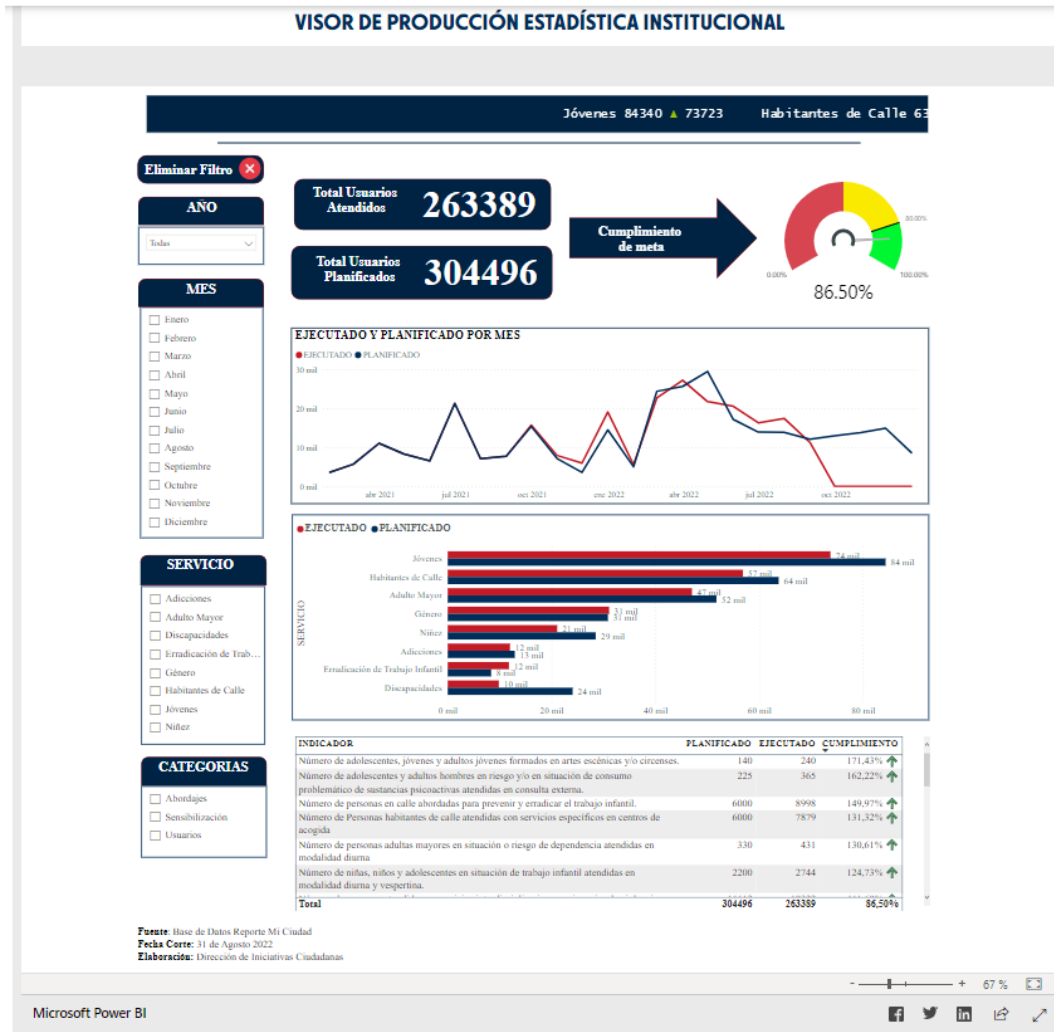 VISOR DE PRODUCCIÓN ESTADÍSTICA INSTITUCIONAL
Jóvenes 84340 ▲ 73723 Habitantes de Calle 63
Eliminar Filtro
AÑO
Todas
MES
Enero
Febrero
Marzo
Abril
Mayo
Junio
Julio
Agosto
Septiembre
Octubre
Noviembre
Diciembre
SERVICIO
Adicciones
Adulto Mayor
Discapacidades
Erradicación de Trab...
Género
Habitantes de Calle
Jóvenes
Niñez
CATEGORIAS
Abordajes
Sensibilización
Usuarios
Total Usuarios
Atendidos
263389
Total Usuarios
Planificados
304496
Cumplimiento
de meta
0.00%
100.00%
86.50%
EJECUTADO Y PLANIFICADO POR MES
EJECUTADO PLANIFICADO
30 mil
20 mil
10 mil
0 mil
abr 2021 jul 2021 oct 2021 ene 2022 abr 2022 jul 2022 oct 2022
EJECUTADO PLANIFICADO
SERVICIO
Jóvenes 74 mil 84 mil
Habitantes de Calle 57 mil 64 mil
Adulto Mayor 47 mil 52 mil
Género 31 mil 31 mil
Niñez 21 mil 29 mil
Adicciones 12 mil 13 mil
Erradicación de Trabajo Infantil 12 mil 8 mil
Discapacidades 10 mil 24 mil
0 mil 20 mil 40 mil 60 mil 80 mil
INDICADOR PLANIFICADO EJECUTADO CUMPLIMIENTO
Número de adolescentes, jóvenes y adultos jóvenes formados en artes escénicas y/o circenses. 140 240 171,43%
Número de adolescentes y adultos hombres en riesgo y/o en situación de consumo 225 365 162,22%
problemático de sustancias psicoactivas atendidas en consulta externa.
Número de personas en calle abordadas para prevenir y erradicar el trabajo infantil. 6000 8998 149,97%
Número de Personas habitantes de calle atendidas con servicios específicos en centros de 6000 7879 131,32%
acogida
Número de personas adultas mayores en situación o riesgo de dependencia atendidas en 330 431 130,61%
modalidad diurna
Número de niñas, niños y adolescentes en situación de trabajo infantil atendidas en 2200 2744 124,73%
modalidad diurna y vespertina.
Total 304496 263389 86,50%
Fuente: Base de Datos Reporte Mi Ciudad
Fecha Corte: 31 de Agosto 2022
Elaboración: Dirección de Iniciativas Ciudadanas
- + 67 %
Microsoft Power BI